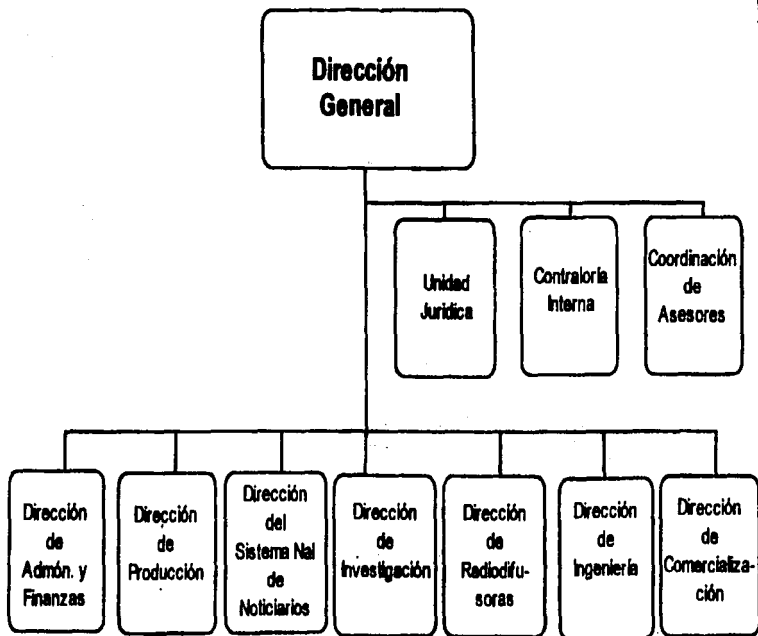 Dirección
General
Unidad
Jurídica
Contraloría
Interna
Coordinación
de
Asesores
Dirección
de
Admón. y
Finanzas
Dirección
de
Producción
Dirección
del
Sistema Nal
de
Noticiarios
Dirección
de
Investigación
Dirección
de
Radiodifu-
soras
Dirección
de
Ingeniería
Dirección
de
Comercializa-
ción